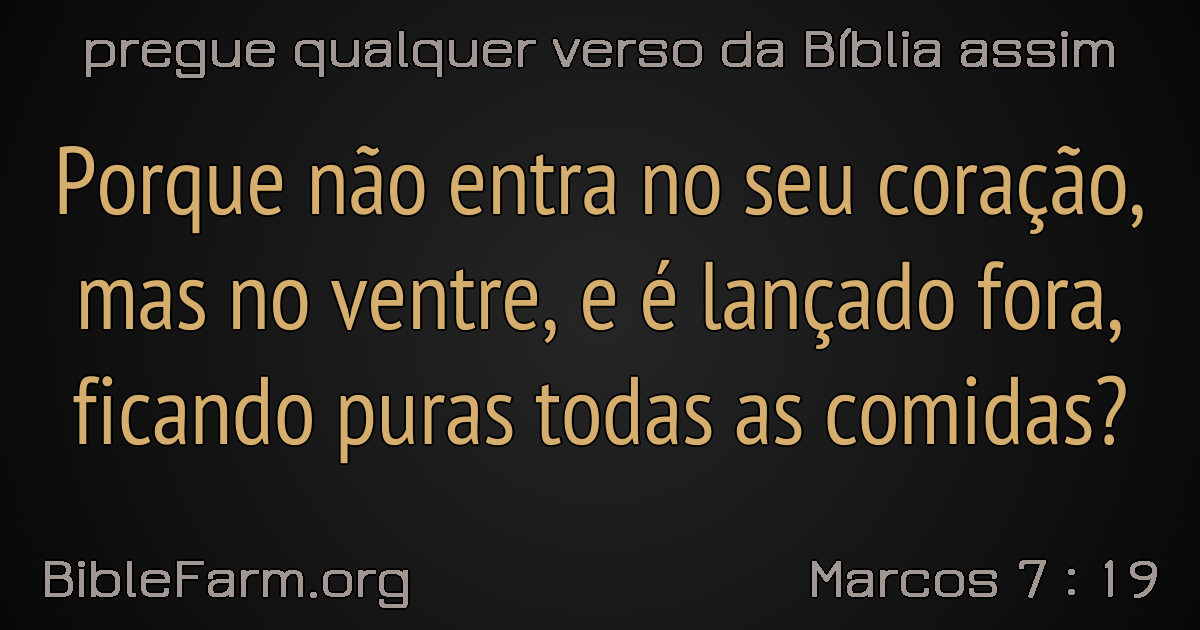 pregue qualquer verso da Bíblia assim
Porque não entra no seu coração,
mas no ventre, e é lançado fora,
ficando puras todas as comidas?
BibleFarm.org
Marcos 7 : 19